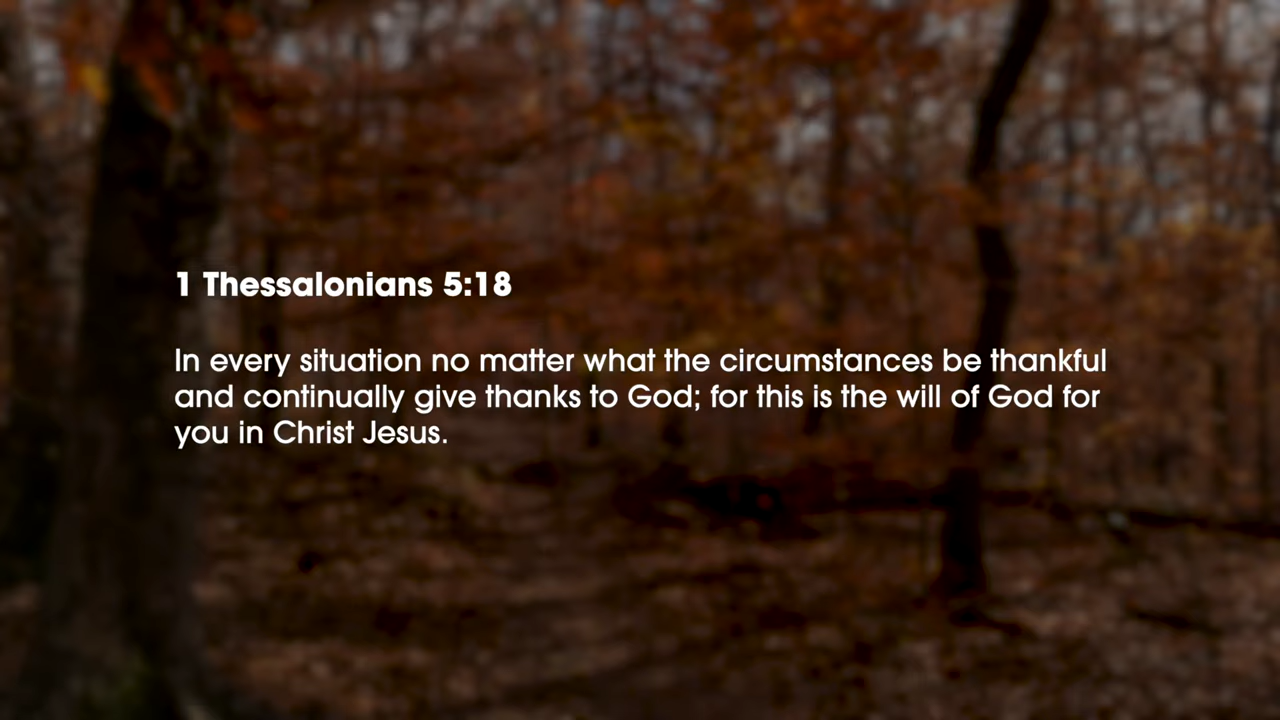 1 Thessalonians 5:18
In every situation no matter what the circumstances be thankful
and continually give thanks to God; for this is the will of God for
you in Christ Jesus.